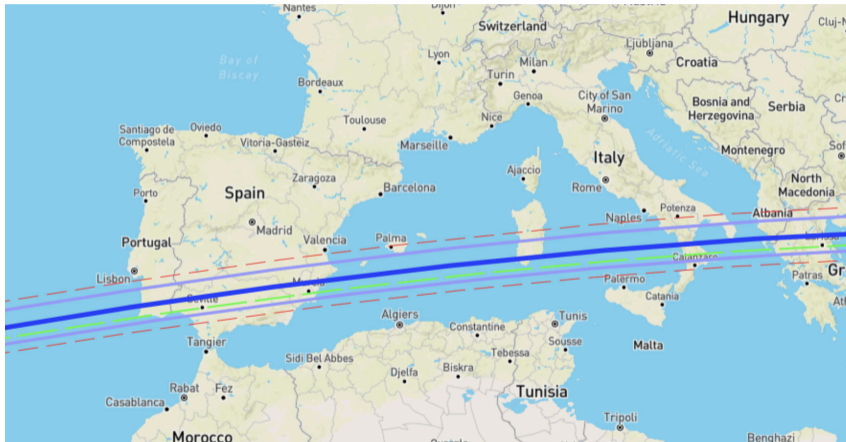 Nantes
Dijon
SWITZERLAND
Hungary
Cluj-N
Ljubljana
Croatia
Bay of
Biscay
Lyon
Milan
Turin
Bordeaux
Genoa
City of San
Marino
Bosnia and
Herzegovina
Serbia
Toulouse
Nice
Santiago de
Compostela
Oviedo
Vitoria-Gasteiz
Marseille
Adriatic Sea
Montenegro
Sof
Italy
Ajaccio
North
Macedonia
Zaragoza
Rome
Porto
Spain
Barcelona
Potenza
Albania
Naples
Madrid
Portugal
Valencia
Palma
Lisbon
Catanzaro
Gr
Seville
Palermo
Patras
Catania
Ath
Algiers
Constantine
Tunis
Tangier
Malta
Sidi Bel Abbes
Sousse
Tebessa
Djelfa
Biskra
Rabat
Fez
Tunisia
Casablanca
Tripoli
Morocco
Benghazi